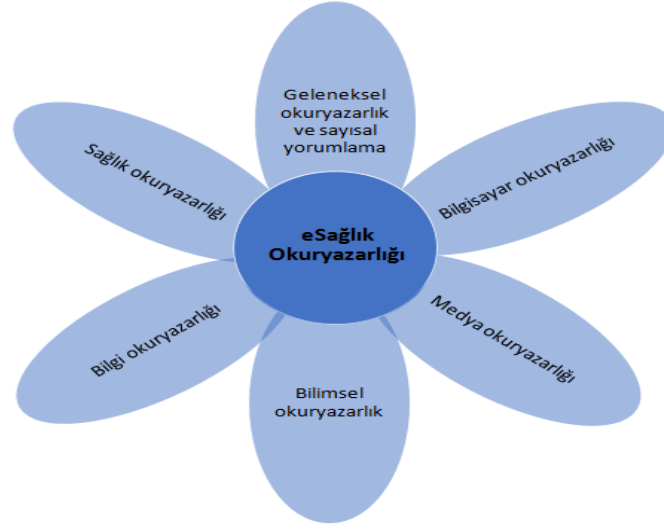 Geleneksel
okuryazarlık
ve sayısal
yorumlama
Sağlık okuryazarlığı
Bilgisayar okuryazarlığı
eSağlık
Okuryazarlığı
Bilgi okuryazarlığı
Medya okuryazarlığı
Bilimsel
okuryazarlık